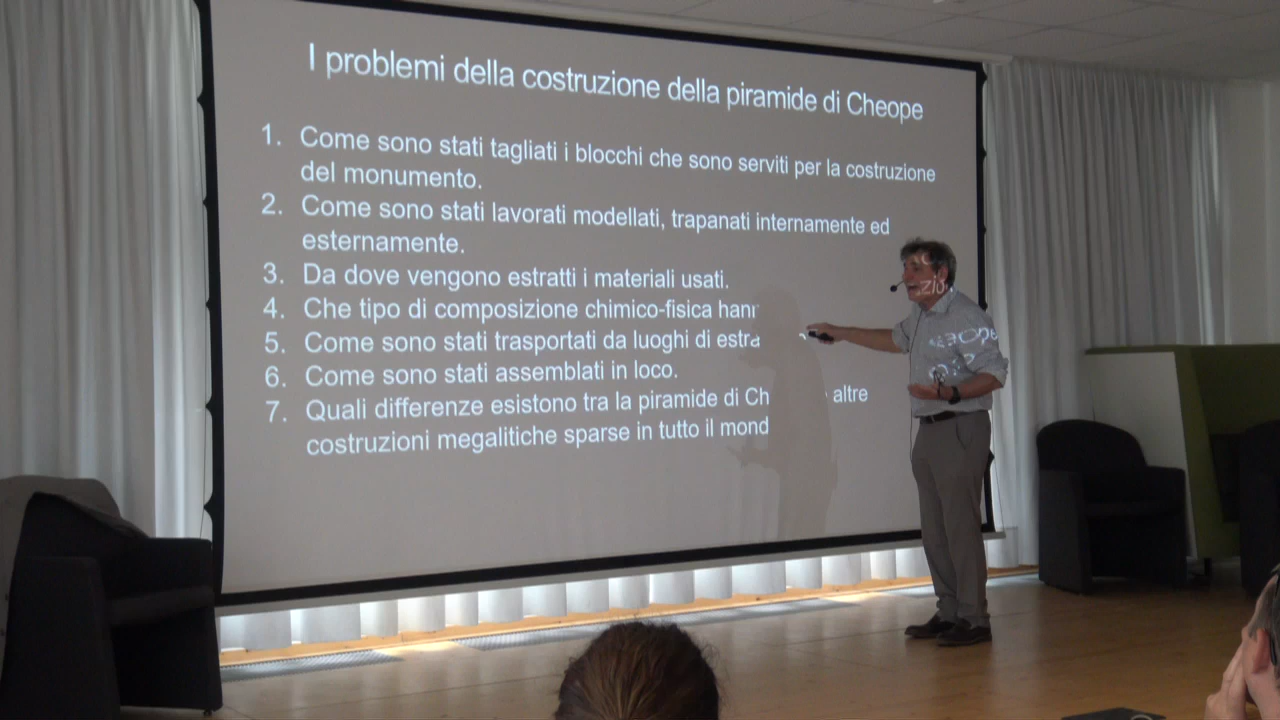 I problemi della costruzione della piramide di Cheope
1. Come sono stati tagliati i blocchi che sono serviti per la costruzione
del monumento.
2. Come sono stati lavorati modellati, trapanati internamente ed
esternamente.
3. Da dove vengono estratti i materiali usati.
4. Che tipo di composizione chimico-fisica
5. Come sono stati trasportati da luoghi di
6. Come sono stati assemblati in loco.
7. Quali differenze esistono tra la piramide di altre
costruzioni megalitiche sparse in tutto il